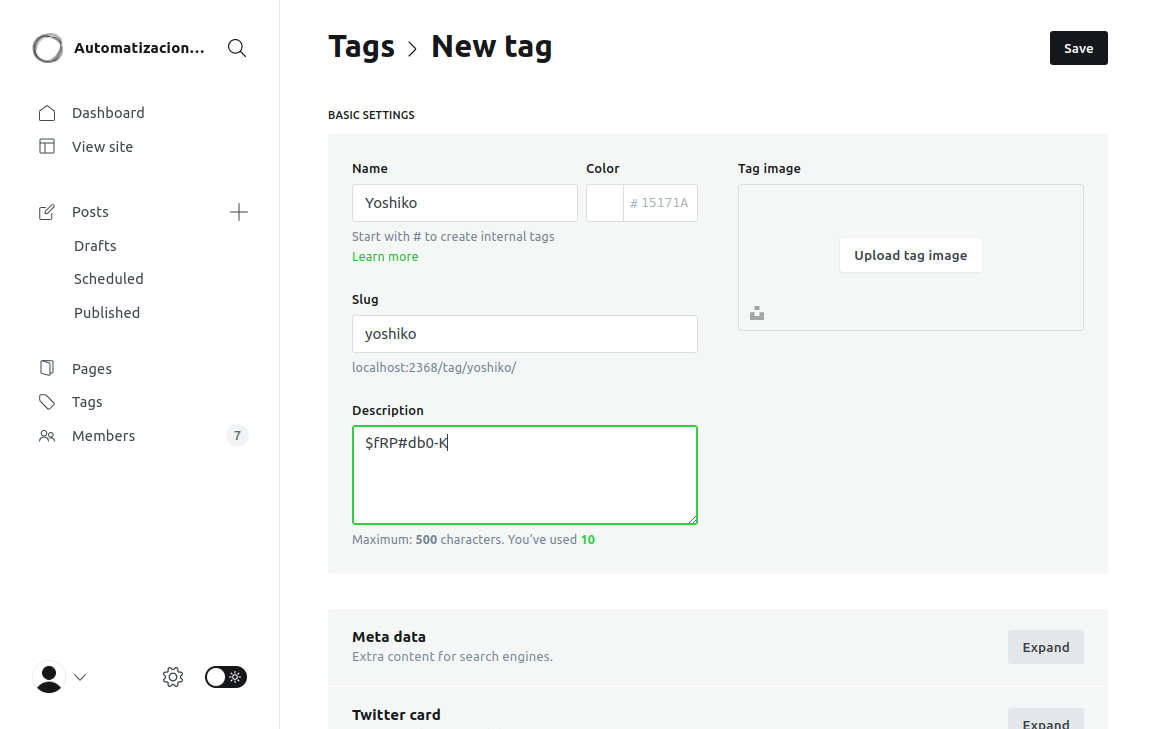 Automatizacion...
Dashboard
View site
Posts
Drafts
Scheduled
Published
Pages
Tags
Members
7
Tags
New tag
Save
BASIC SETTINGS
Name
Color
Yoshiko
# 15171A
Start with # to create internal tags
Learn more
Slug
yoshiko
localhost:2368/tag/yoshiko/
Description
$fRP#db0-K
Maximum: 500 characters. You've used 10
Tag image
Upload tag image
Meta data
Extra content for search engines.
Expand
Twitter card
Expand